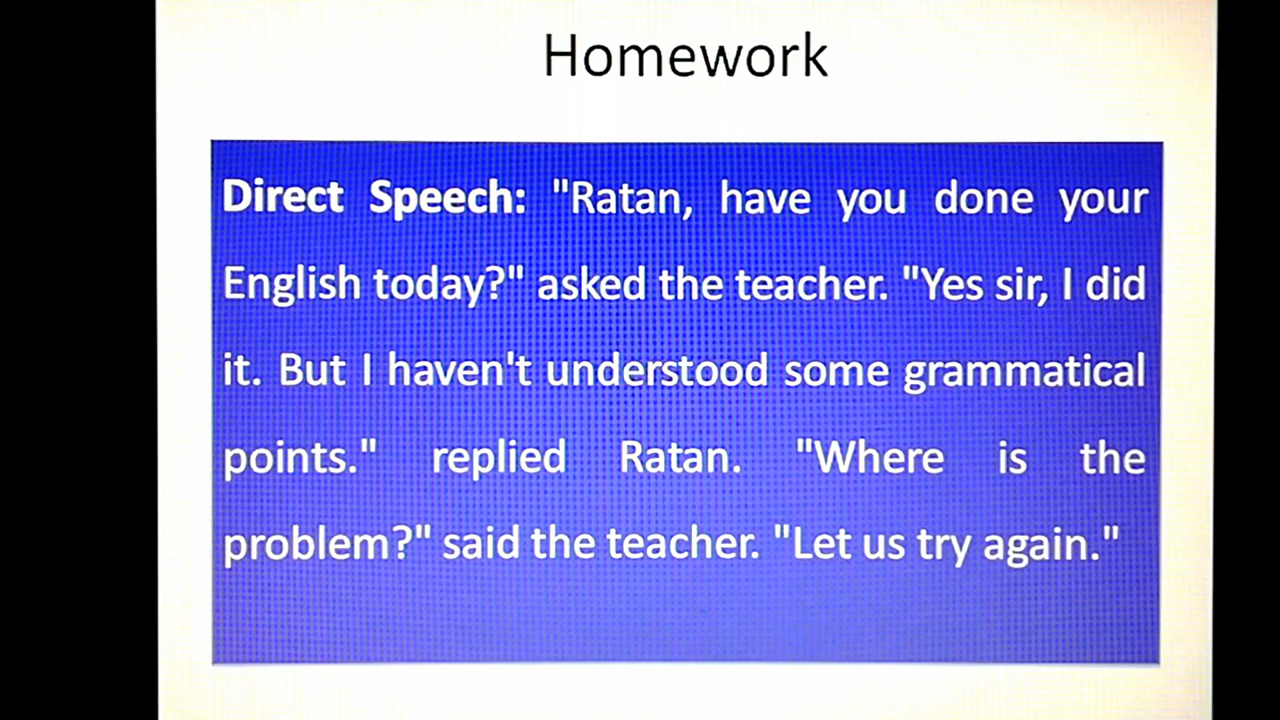 Homework
Direct Speech: "Ratan, have you done your
English today?" asked the teacher. "Yes sir, I did
it. But I haven't understood some grammatical
points." replied Ratan. "Where is the
problem?" said the teacher. "Let us try again."